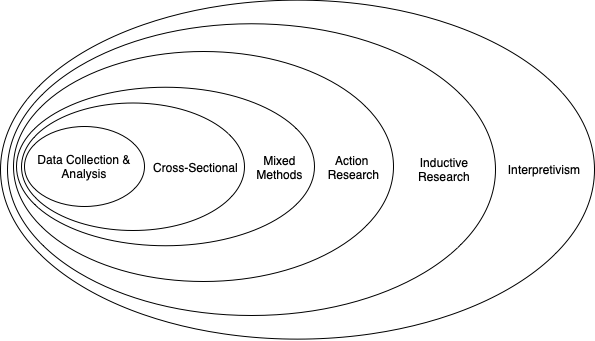 Data Collection &
Analysis
Cross-Sectional
Mixed
Methods
Action
Research
Inductive
Research
Interpretivism